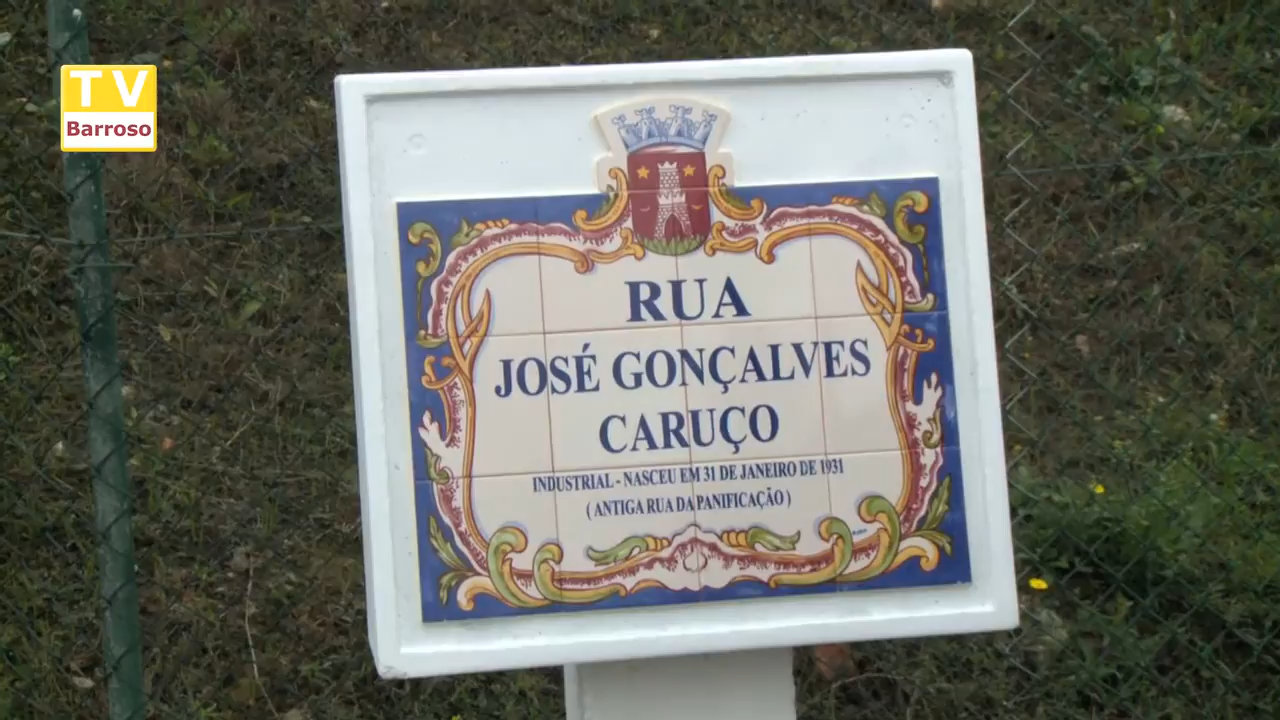 TV
Barroso
RUA
JOSÉ GONÇALVES
CARUÇO
INDUSTRIAL - NASCEU EM 31 DE JANEIRO DE 1931
( ANTIGA RUA DA PANIFICAÇÃO )